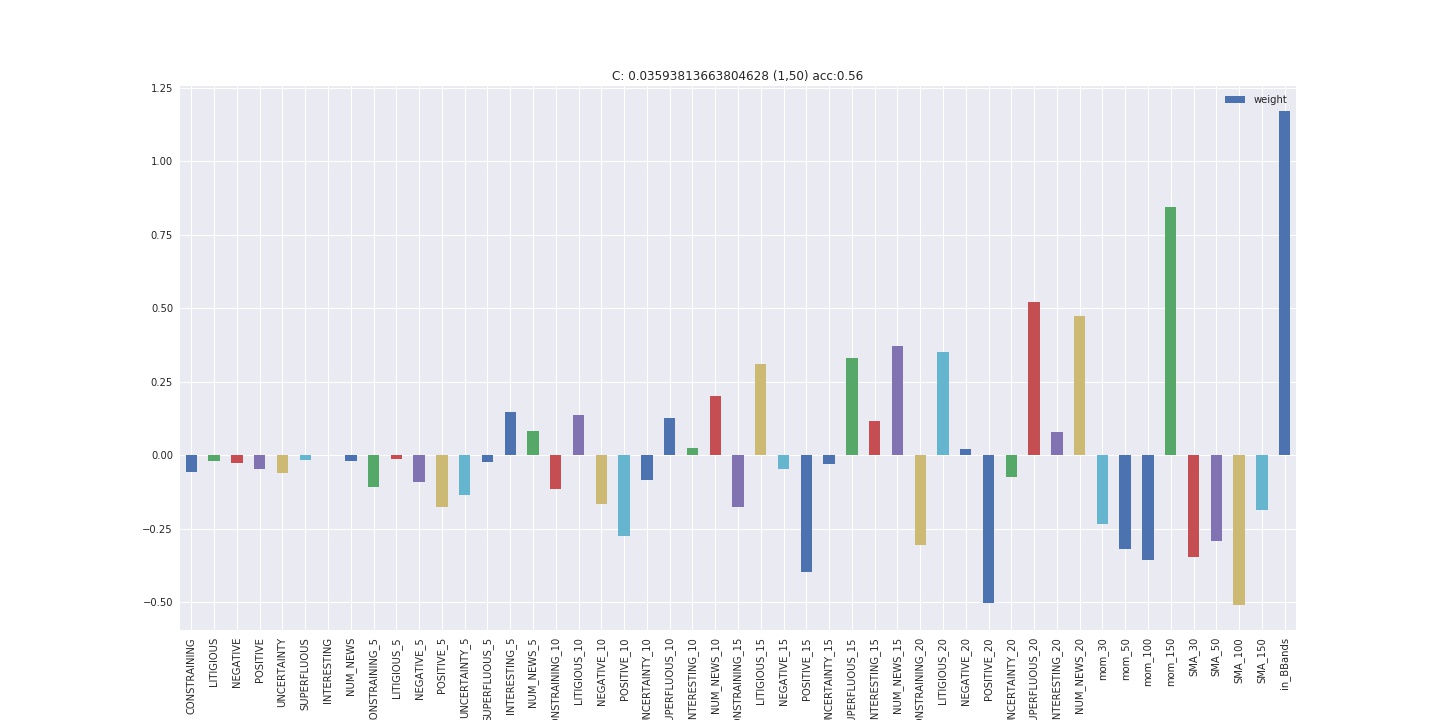 C: 0.03593813663804628 (1,50) acc:0.56
weight
1.25
1.00
0.75
0.50
0.25
0.00
−0.25
−0.50
CONSTRAINING
LITIGIOUS
NEGATIVE
POSITIVE
UNCERTAINTY
SUPERFLUOUS
INTERESTING
NUM_NEWS
ONSTRAINING_5
LITIGIOUS_5
NEGATIVE_5
POSITIVE_5
UNCERTAINTY_5
SUPERFLUOUS_5
INTERESTING_5
NUM_NEWS_5
ONSTRAINING_10
LITIGIOUS_10
NEGATIVE_10
POSITIVE_10
NCERTAINTY_10
UPERFLUOUS_10
NTERESTING_10
NUM_NEWS_10
ONSTRAINING_15
LITIGIOUS_15
NEGATIVE_15
POSITIVE_15
NCERTAINTY_15
UPERFLUOUS_15
NTERESTING_15
NUM_NEWS_15
ONSTRAINING_20
LITIGIOUS_20
NEGATIVE_20
POSITIVE_20
NCERTAINTY_20
UPERFLUOUS_20
NTERESTING_20
NUM_NEWS_20
mom_30
mom_50
mom_100
mom_150
SMA_30
SMA_50
SMA_100
SMA_150
in_BBands